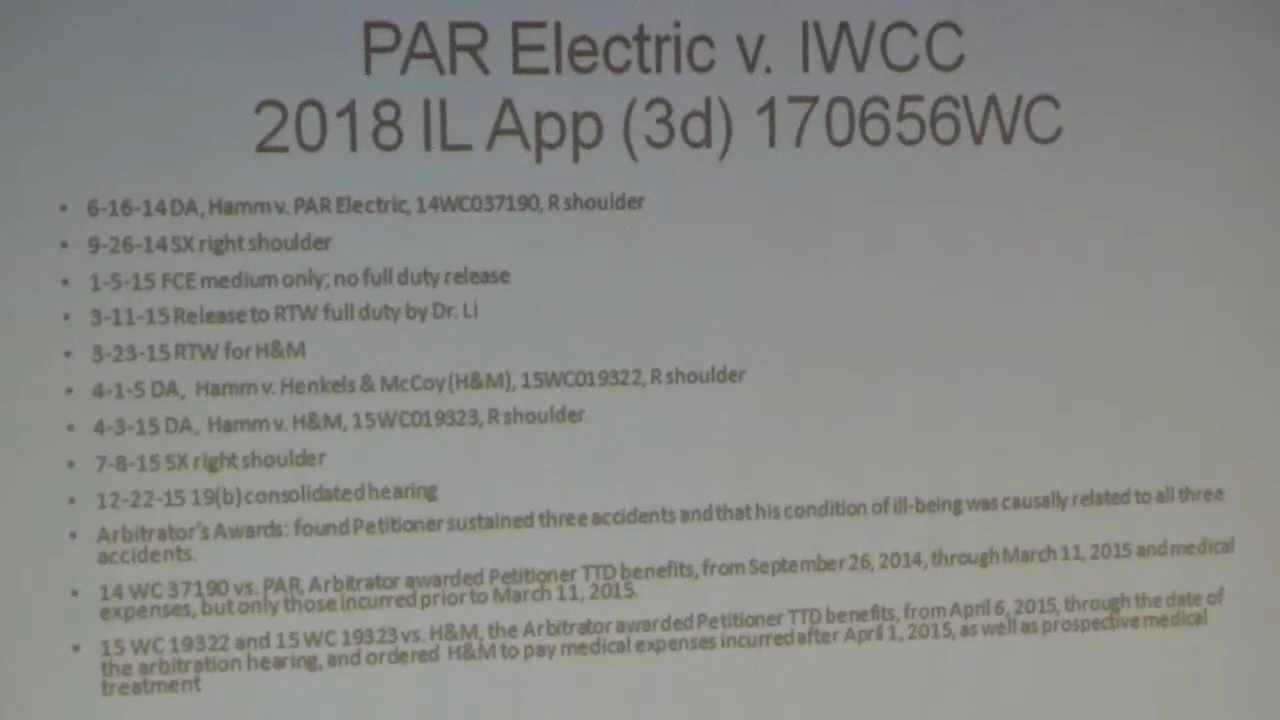 PAR Electric v. IWCC
2018 IL App (3d) 170656WC
• 6-16-14 DA, Hamm v. PAR Electric, 14WC037190, R shoulder
• 9-26-14 SX right shoulder
• 1-5-15 FCE medium only; no full duty release
• 3-11-15 Release to RTW full duty by Dr. Li
• 3-23-15 RTW for H&M
• 4-1-5 DA, Hamm v. Henkels & McCoy (H&M), 15WC019322, R shoulder
• 4-3-15 DA, Hamm v. H&M, 15WC019323, R shoulder
• 7-8-15 SX right shoulder
• 12-22-15 19(b) consolidated hearing
• Arbitrator's Awards: found Petitioner sustained three accidents and that his condition of ill-being was causally related to all three
accidents.
• 14 WC 37190 vs. PAR, Arbitrator awarded Petitioner TTD benefits, from September 26, 2014, through March 11, 2015 and medical
expenses, but only those incurred prior to March 11, 2015.
• 15 WC 19322 and 15 WC 19323 vs. H&M, the Arbitrator awarded Petitioner TTD benefits, from April 6, 2015, through the date of
the arbitration hearing, and ordered H&M to pay medical expenses incurred after April 1, 2015, as well as prospective medical
treatment